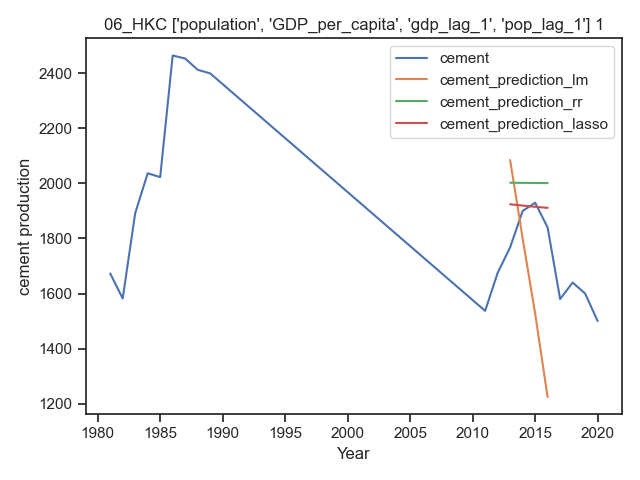 06_HKC ['population', 'GDP_per_capita', 'gdp_lag_1', 'pop_lag_1'] 1
cement
cement_prediction_lm
cement_prediction_rr
cement_prediction_lasso
cement production
2400
2200
2000
1800
1600
1400
1200
1980 1985 1990 1995 2000 2005 2010 2015 2020
Year